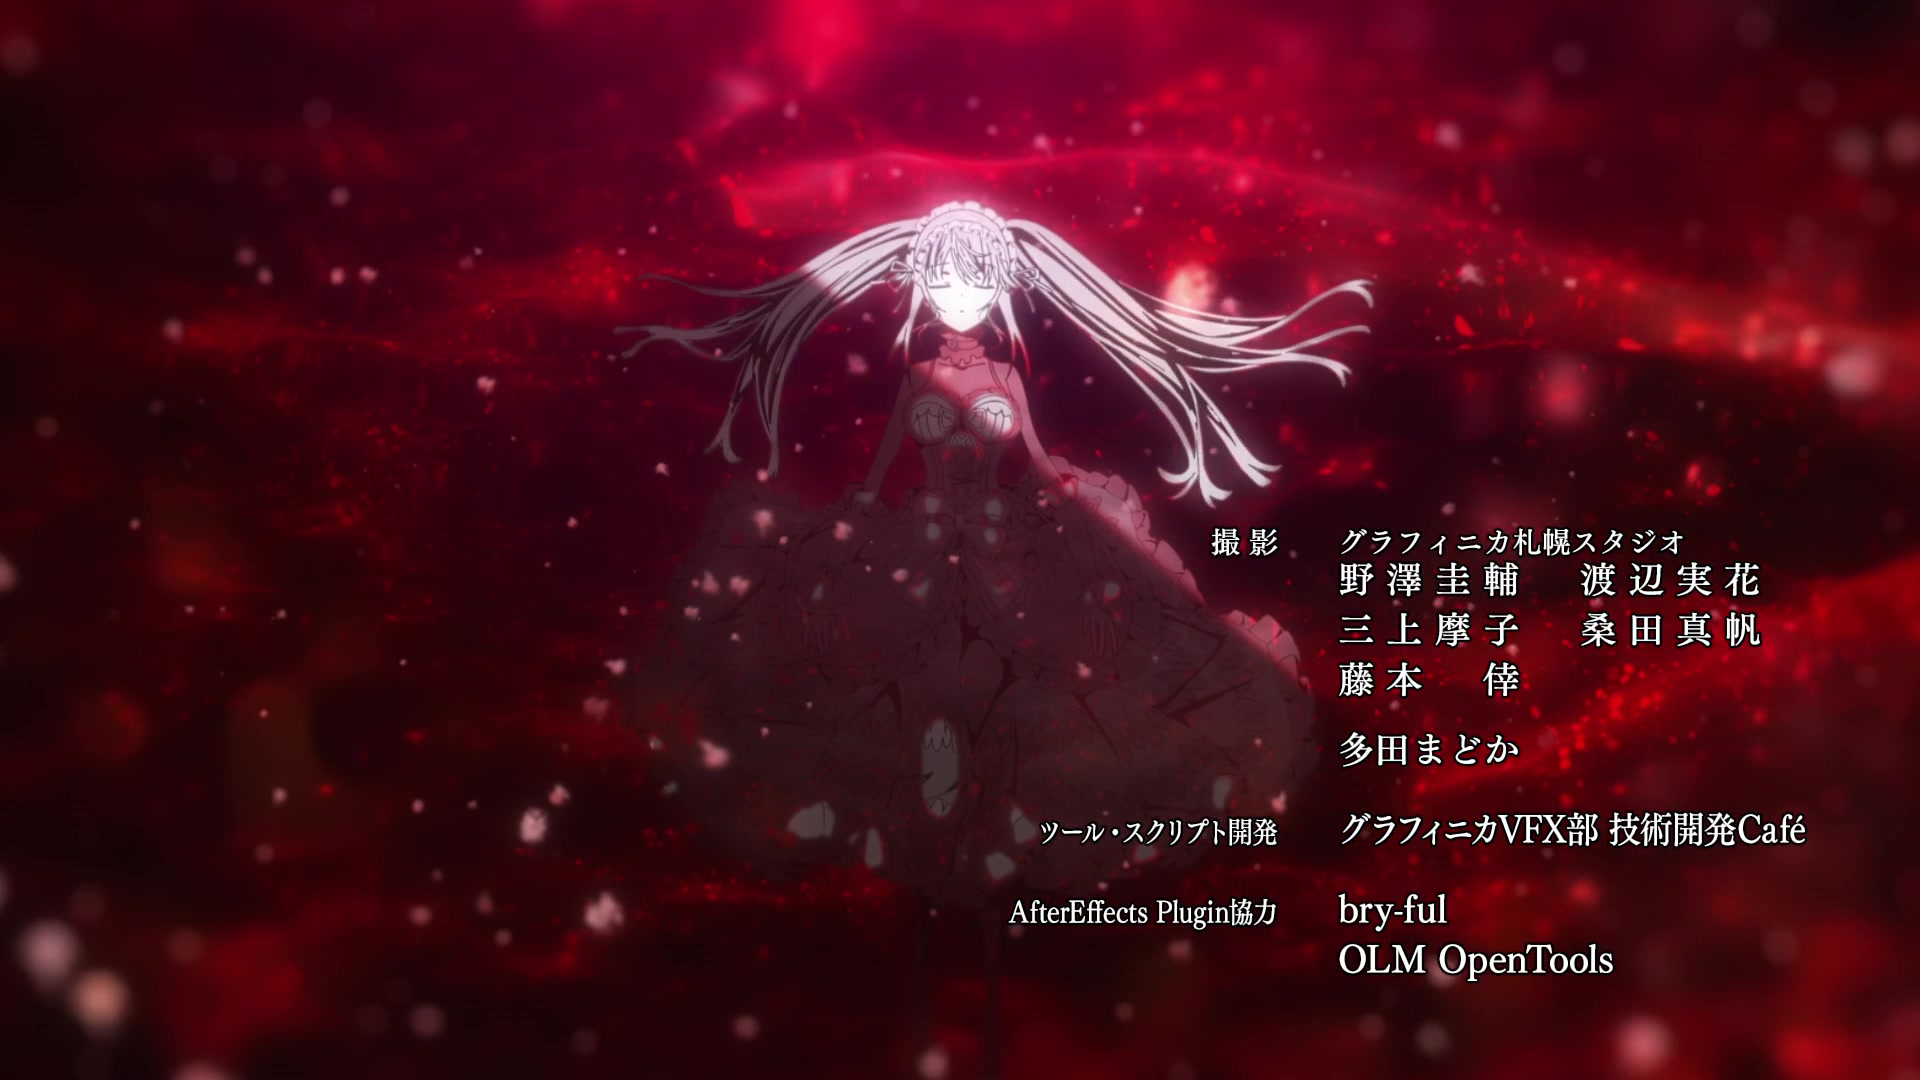 撮影 グラフィニカ札幌スタジオ
野澤圭輔 渡辺実花
三上摩子 桑田真帆
藤本 倖
多田まどか
ツール・スクリプト開発 グラフィニカVFX部 技術開発Café
AfterEffects Plugin協力 bry-ful
OLM OpenTools